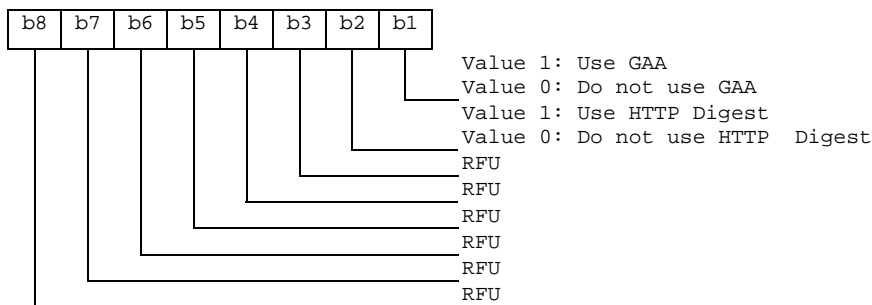 b8 b7 b6 b5 b4 b3 b2 b1
Value 1: Use GAA
Value 0: Do not use GAA
Value 1: Use HTTP Digest
Value 0: Do not use HTTP Digest
RFU
RFU
RFU
RFU
RFU
RFU